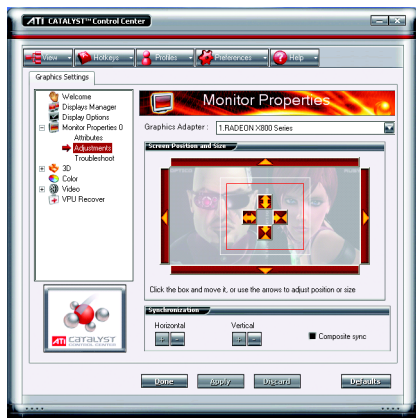 ATI CATALYST™ Control Center
View Hotkeys Profiles Preferences Help
Graphics Settings
Welcome
Displays Manager
Display Options
Monitor Properties 0
Attributes
Adjustments
Troubleshoot
3D
Color
Video
VPU Recover
ATI CATALYST
CONTROL CENTER
Monitor Properties
Graphics Adapter : 1.RADEON X800 Series
Screen Position and Size
Click the box and move it, or use the arrows to adjust position or size
Synchronization
Horizontal Vertical
+ - + - Composite sync
Done Apply Discard Defaults